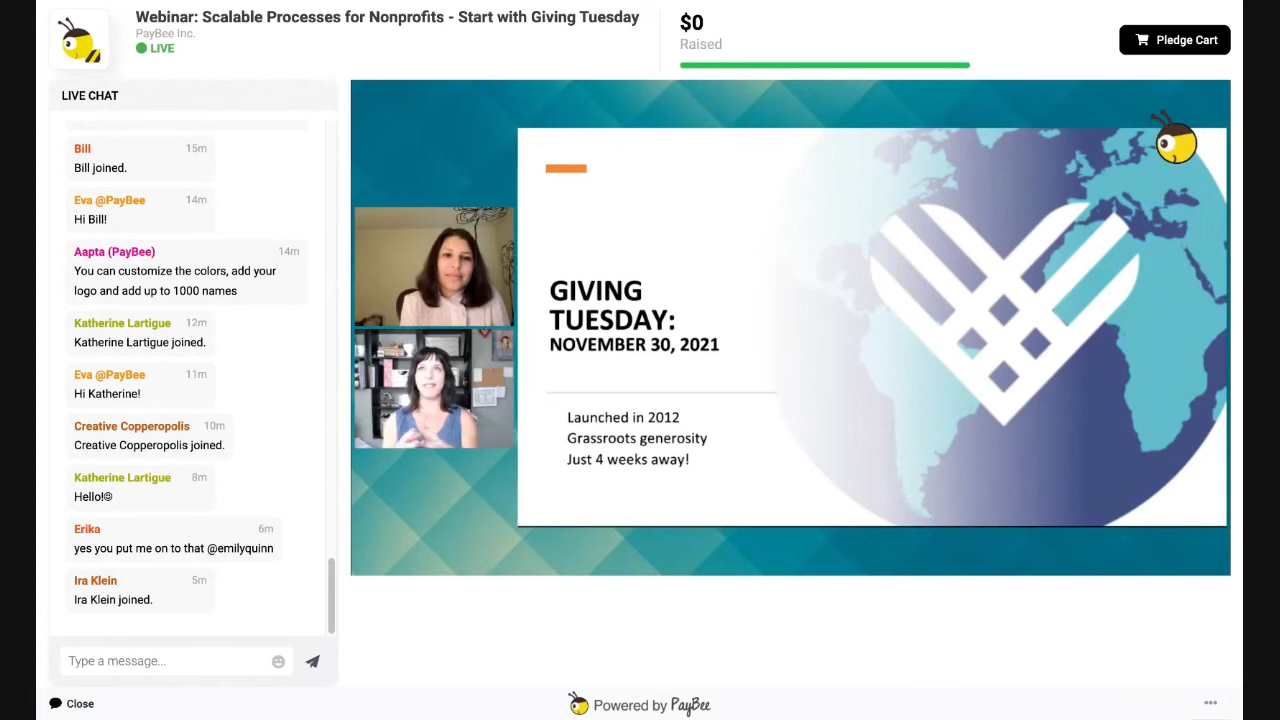 Webinar: Scalable Processes for Nonprofits - Start with Giving Tuesday
PayBee Inc.
LIVE
$0
Raised
Pledge Cart
LIVE CHAT
Bill 15m
Bill joined.
Eva @PayBee 14m
Hi Bill!
Aapta (PayBee) 14m
You can customize the colors, add your
logo and add up to 1000 names
Katherine Lartigue 12m
Katherine Lartigue joined.
Eva @PayBee 11m
Hi Katherine!
Creative Copperopolis 10m
Creative Copperopolis joined.
Katherine Lartigue 8m
Hello!☺
Erika 6m
yes you put me on to that @emilyquinn
Ira Klein 5m
Ira Klein joined.
Type a message...
Close
GIVING
TUESDAY:
NOVEMBER 30, 2021
Launched in 2012
Grassroots generosity
Just 4 weeks away!
Powered by PayBee